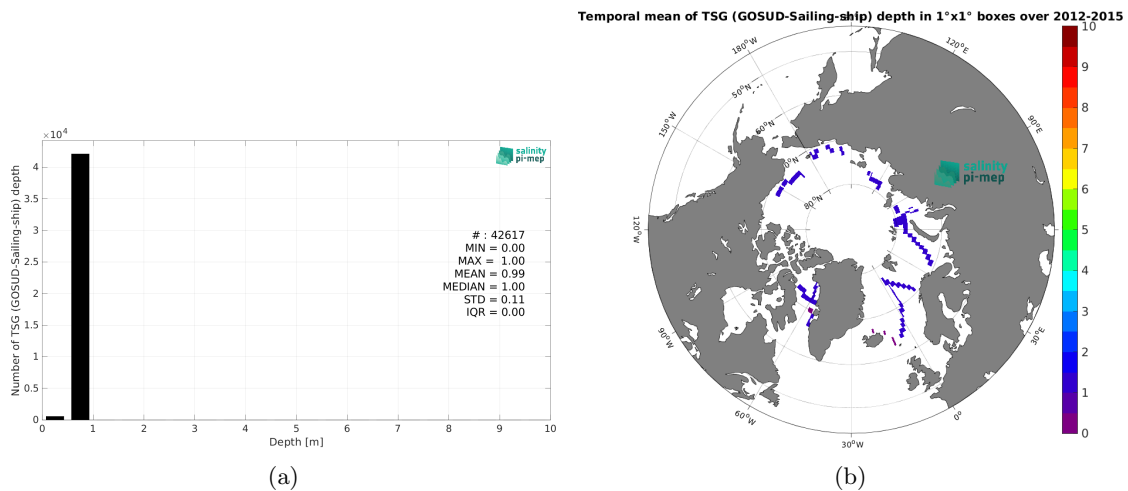 Temporal mean of TSG (GOSUD-Sailing-ship) depth in 1°x1° boxes over 2012-2015
×10⁴
4
3.5
3
2.5
2
1.5
1
0.5
0
Number of TSG (GOSUD-Sailing-ship) depth
salinity
pi-mep
# : 42617
MIN = 0.00
MAX = 1.00
MEAN = 0.99
MEDIAN = 1.00
STD = 0.11
IQR = 0.00
0 1 2 3 4 5 6 7 8 9 10
Depth [m]
(a)
180°W
120°E
150°W
90°E
120°W
90°W
60°W
30°W
0°
30°E
50°N
60°N
80°N
salinity
pi-mep
10
9
8
7
6
5
4
3
2
1
0
(b)